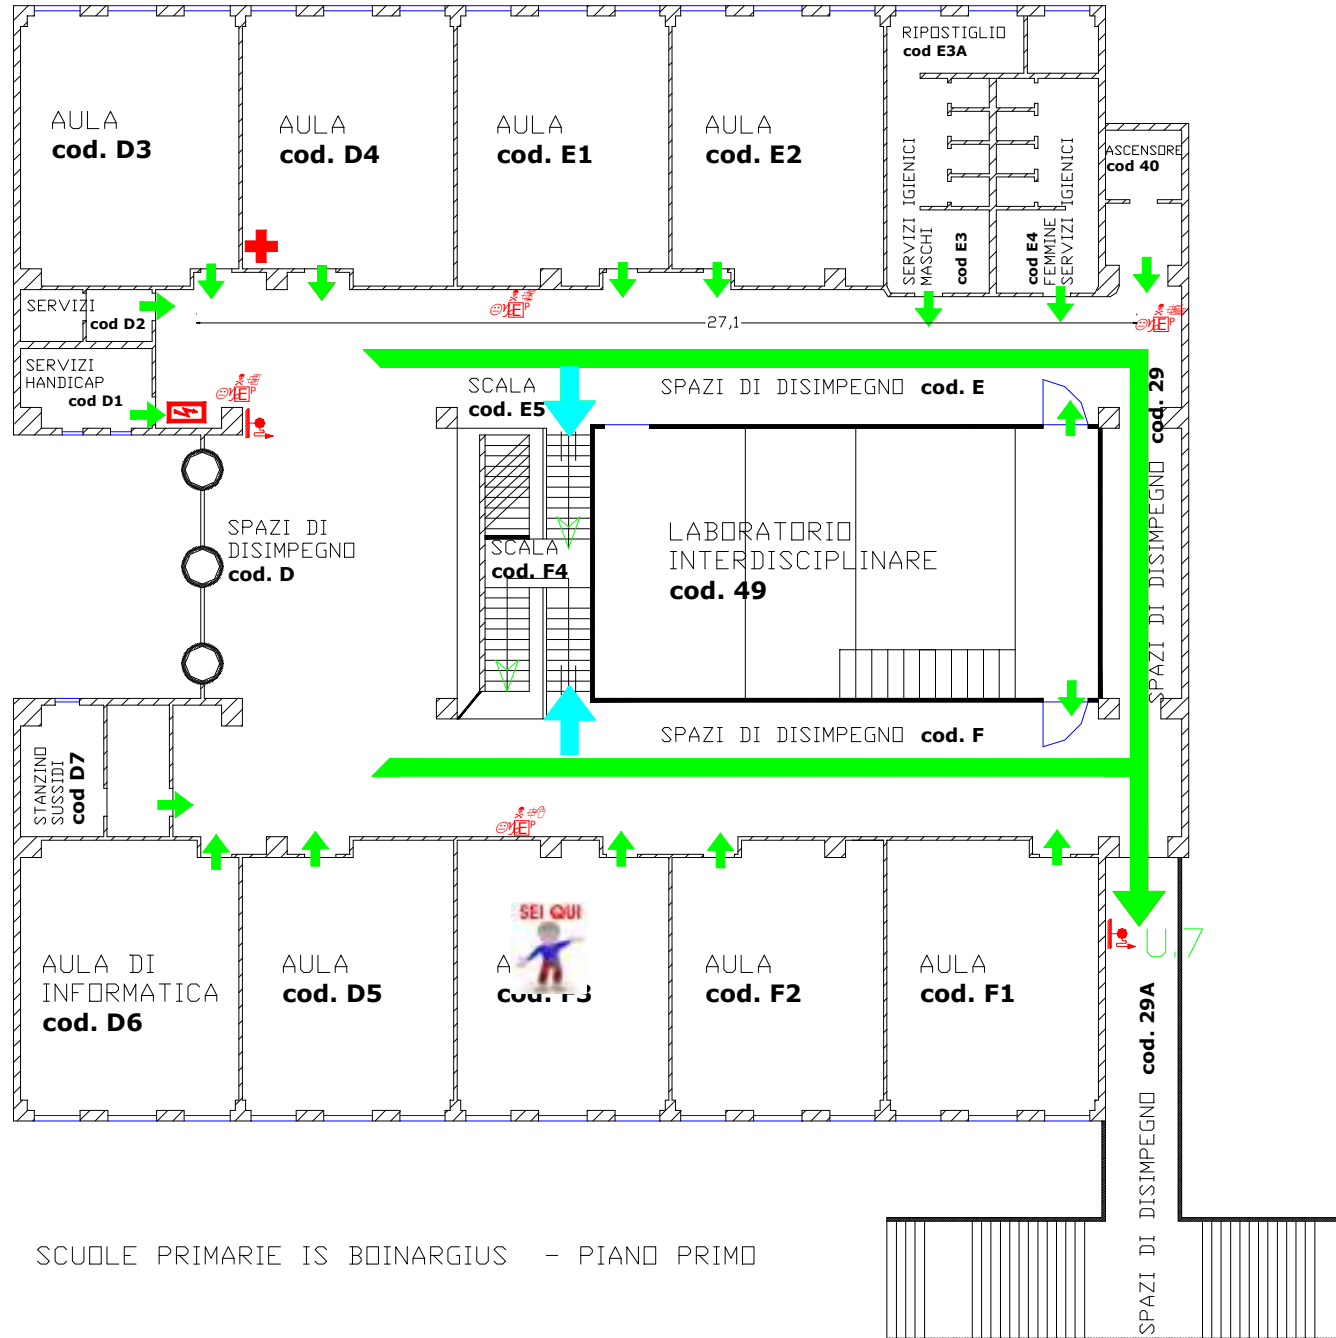 RIPOSTIGLIO
cod E3A
AULA
cod. D3
AULA
cod. D4
AULA
cod. E1
AULA
cod. E2
ASCENSORE
cod 40
SERVIZI IGIENICI
MASCHI
cod E3
cod E4
FEMMINE
SERVIZI IGIENICI
SERVIZI
cod D2
27,1
E P
E P
SERVIZI
HANDICAP
cod D1
E P
SCALA
cod. E5
SPAZI DI DISIMPEGNO cod. E
SPAZI DI DISIMPEGNO cod. 29
SPAZI DI
DISIMPEGNO
cod. D
SCALA
cod. F4
LABORATORIO
INTERDISCIPLINARE
cod. 49
SPAZI DI DISIMPEGNO cod. F
STANZINO
SUSSIDI
cod D7
E P
SEI QUI
AULA DI
INFORMATICA
cod. D6
AULA
cod. D5
A
cod. F3
AULA
cod. F2
AULA
cod. F1
U.7
SPAZI DI DISIMPEGNO cod. 29A
SCUOLE PRIMARIE IS BOINARGIUS - PIANO PRIMO